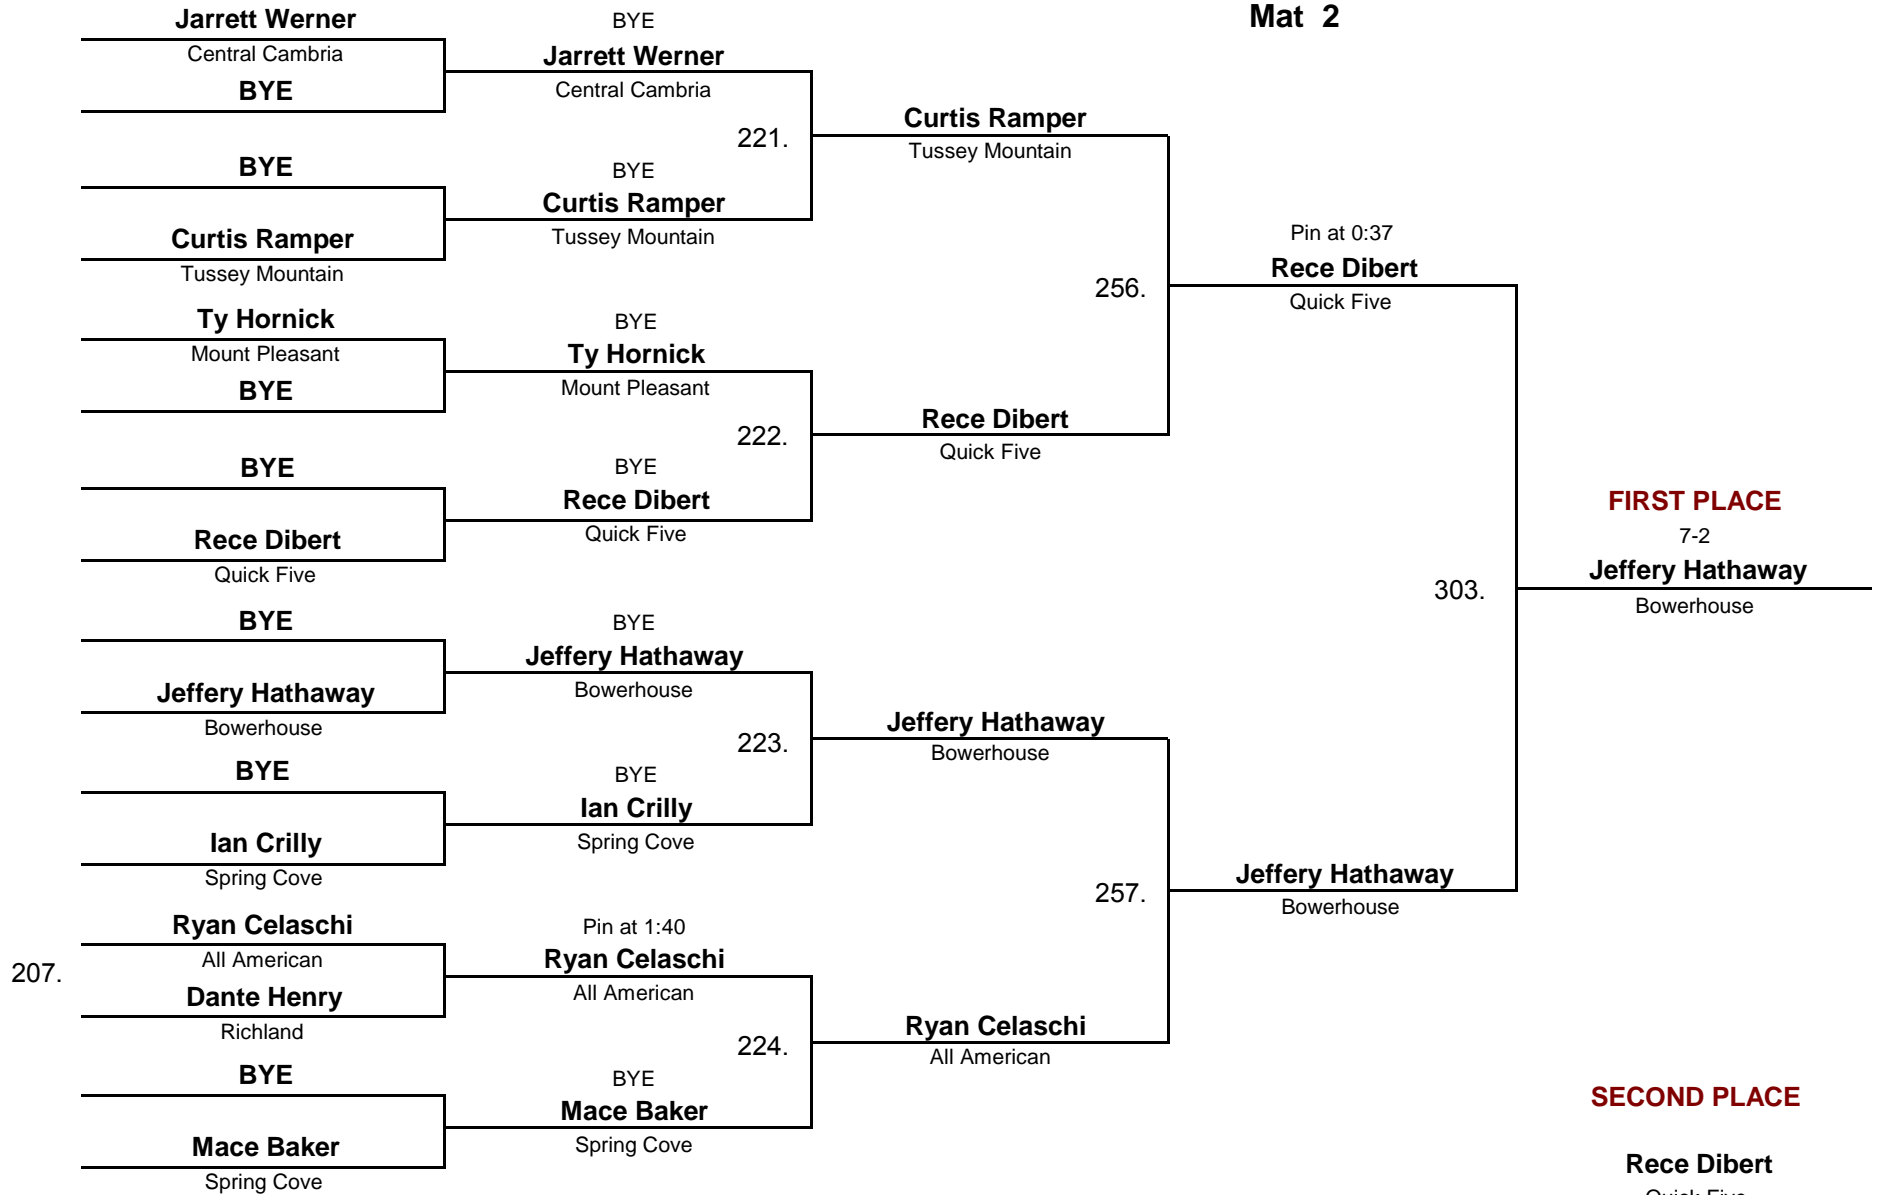 Mat 2
Jarrett Werner
Central Cambria
BYE
BYE
Curtis Ramper
Tussey Mountain
Ty Hornick
Mount Pleasant
BYE
BYE
Rece Dibert
Quick Five
BYE
Jeffery Hathaway
Bowerhouse
BYE
Ian Crilly
Spring Cove
207.
Ryan Celaschi
All American
Dante Henry
Richland
BYE
Mace Baker
Spring Cove
BYE
Jarrett Werner
Central Cambria
221.
BYE
Curtis Ramper
Tussey Mountain
BYE
Ty Hornick
Mount Pleasant
222.
BYE
Rece Dibert
Quick Five
BYE
Jeffery Hathaway
Bowerhouse
223.
BYE
Ian Crilly
Spring Cove
Pin at 1:40
Ryan Celaschi
All American
224.
BYE
Mace Baker
Spring Cove
Curtis Ramper
Tussey Mountain
256.
Rece Dibert
Quick Five
Jeffery Hathaway
Bowerhouse
257.
Ryan Celaschi
All American
Pin at 0:37
Rece Dibert
Quick Five
303.
Jeffery Hathaway
Bowerhouse
FIRST PLACE
7-2
Jeffery Hathaway
Bowerhouse
SECOND PLACE
Rece Dibert
Quick Five